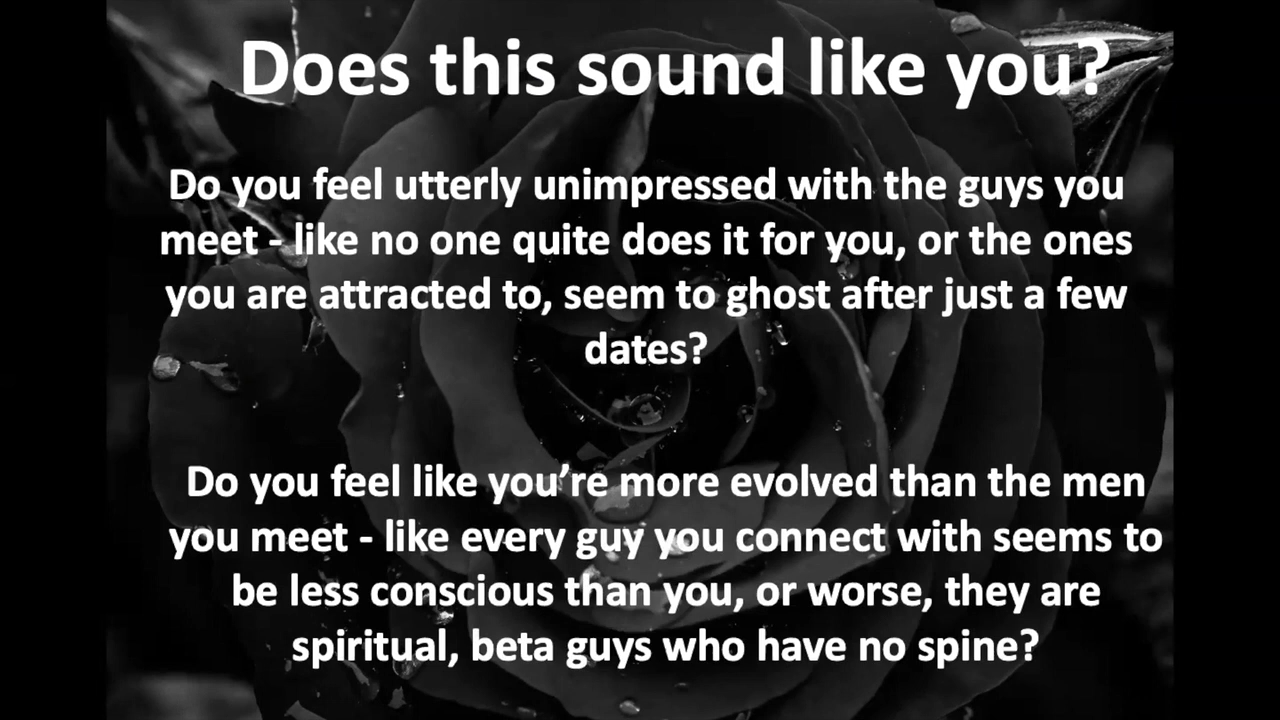 Does this sound like you?
Do you feel utterly unimpressed with the guys you
meet - like no one quite does it for you, or the ones
you are attracted to, seem to ghost after just a few
dates?
Do you feel like you’re more evolved than the men
you meet - like every guy you connect with seems to
be less conscious than you, or worse, they are
spiritual, beta guys who have no spine?